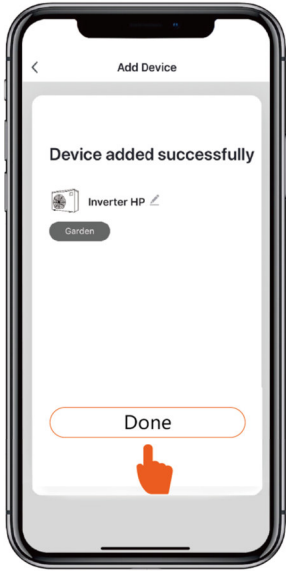 Add Device
Device added successfully
Inverter HP
Garden
Done